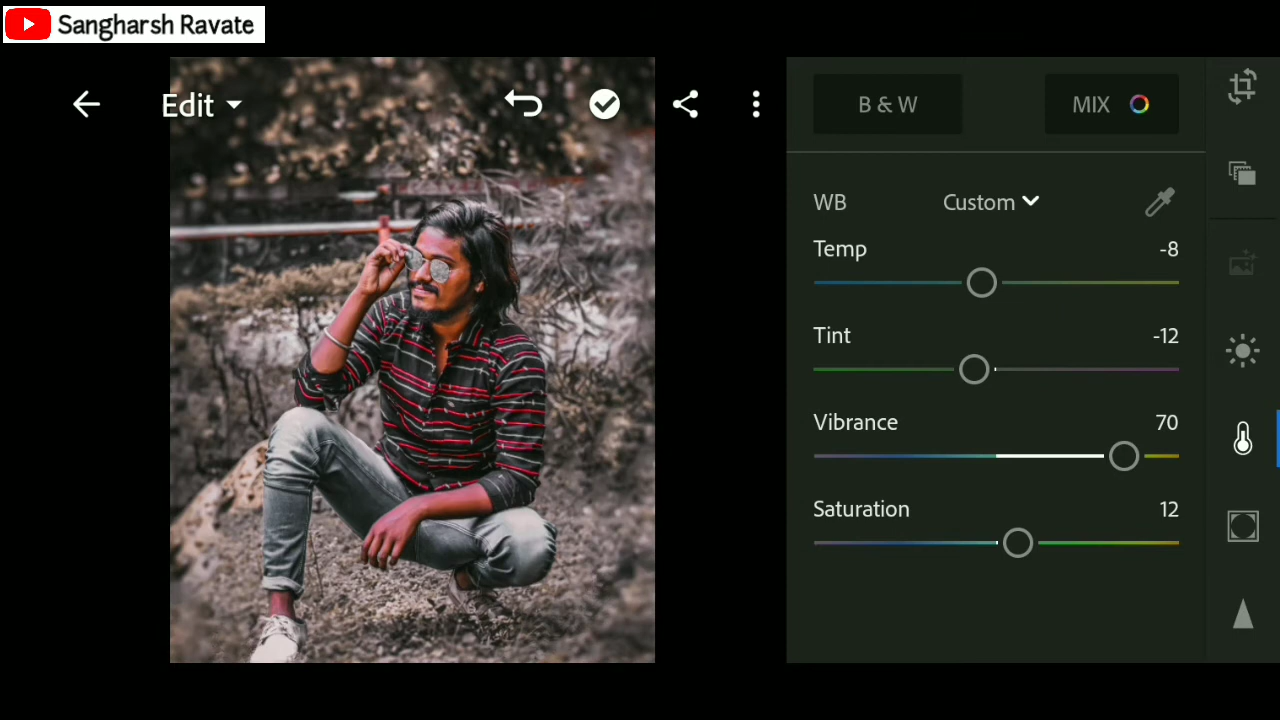 Sangharsh Ravate
Edit
B & W
MIX
WB
Custom
Temp
-8
Tint
-12
Vibrance
70
Saturation
12